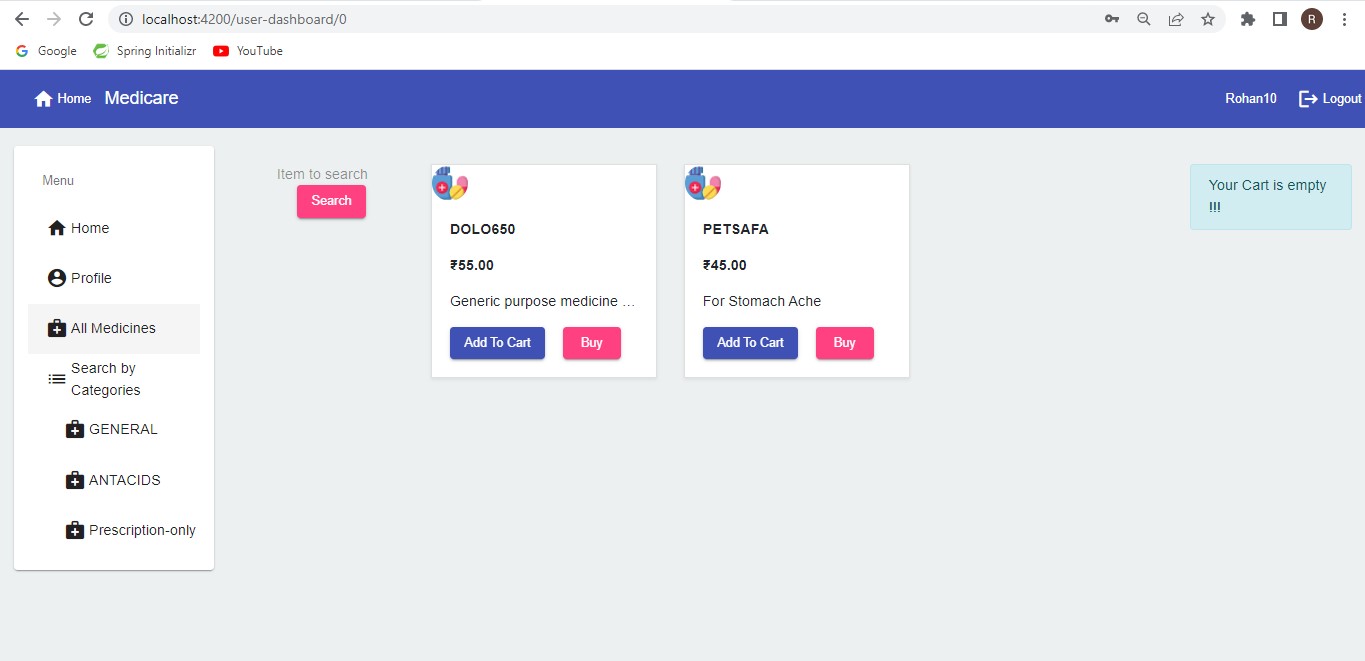 localhost:4200/user-dashboard/0
R
Google
Spring Initializr
YouTube
Home
Medicare
Rohan10
Logout
Menu
Home
Profile
All Medicines
Search by
Categories
GENERAL
ANTACIDS
Prescription-only
Item to search
Search
DOLO650
₹55.00
Generic purpose medicine …
Add To Cart
Buy
PETSAFA
₹45.00
For Stomach Ache
Add To Cart
Buy
Your Cart is empty
!!!